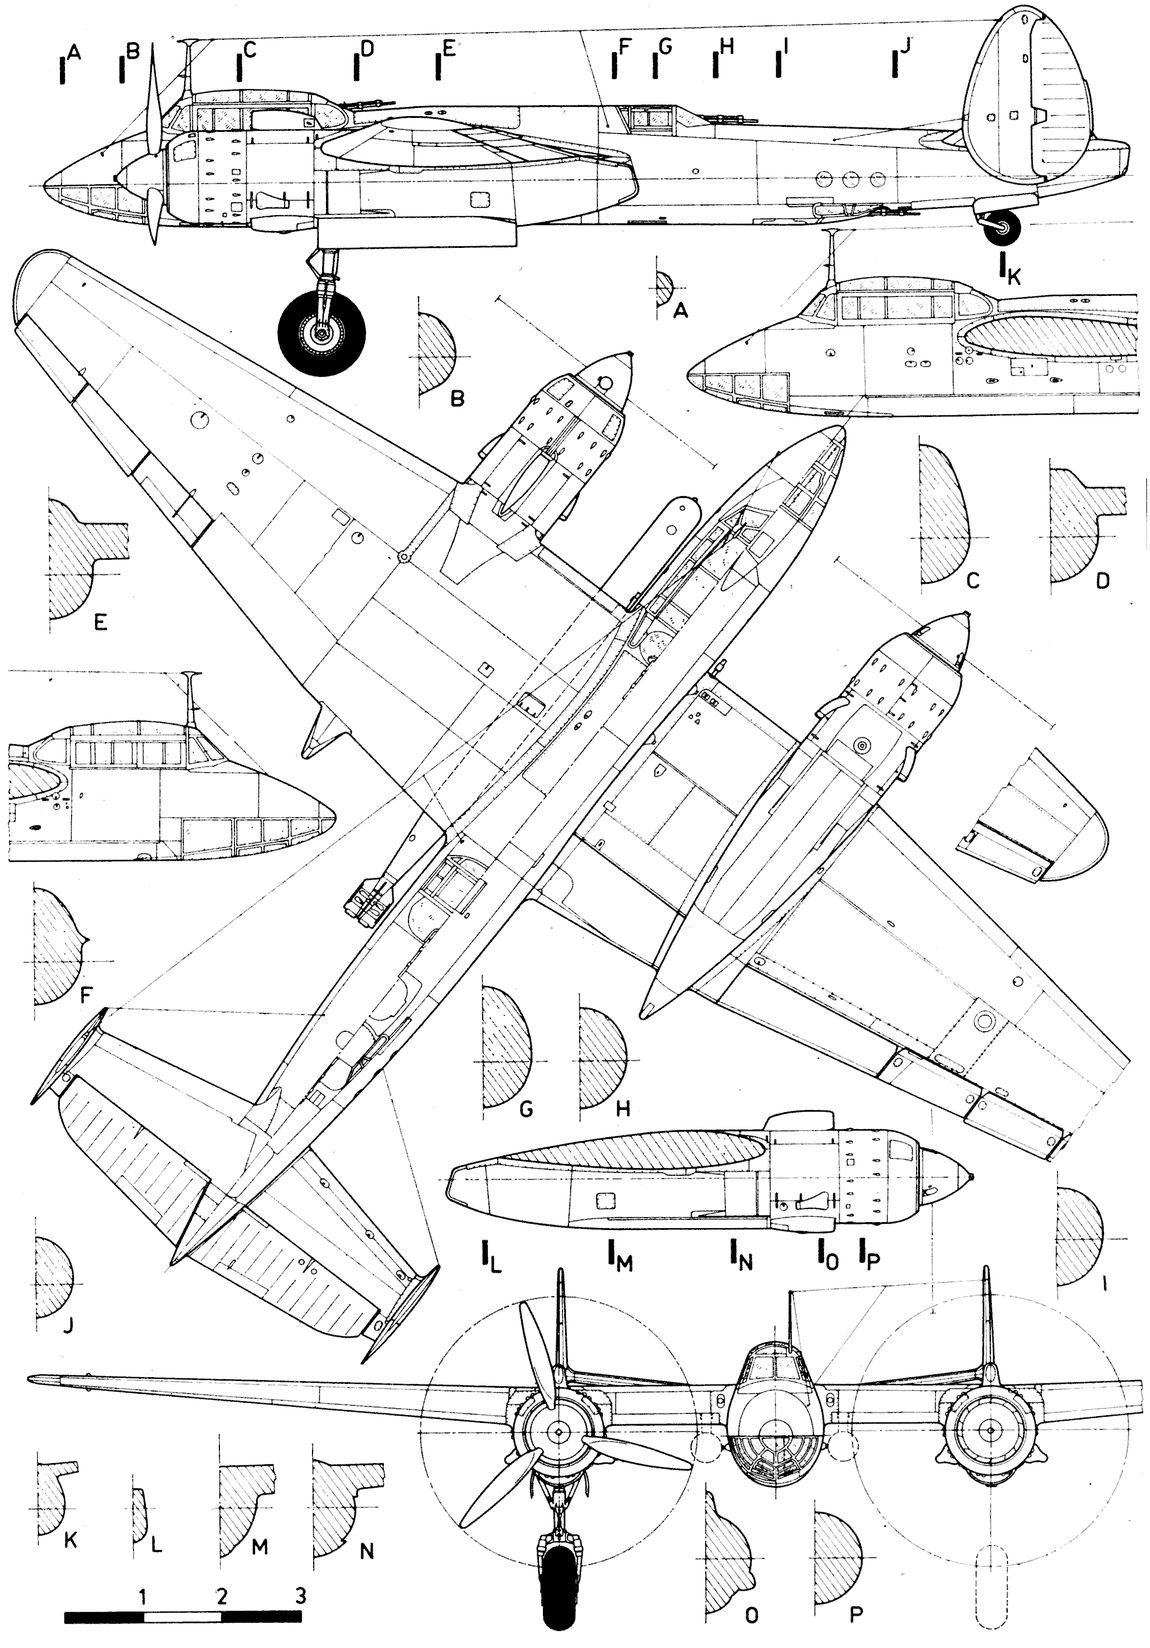 A B C D E F G H I J
K
A
B
C D
E
F
G H
I
J
L M N O P
K L M N
O P
1 2 3